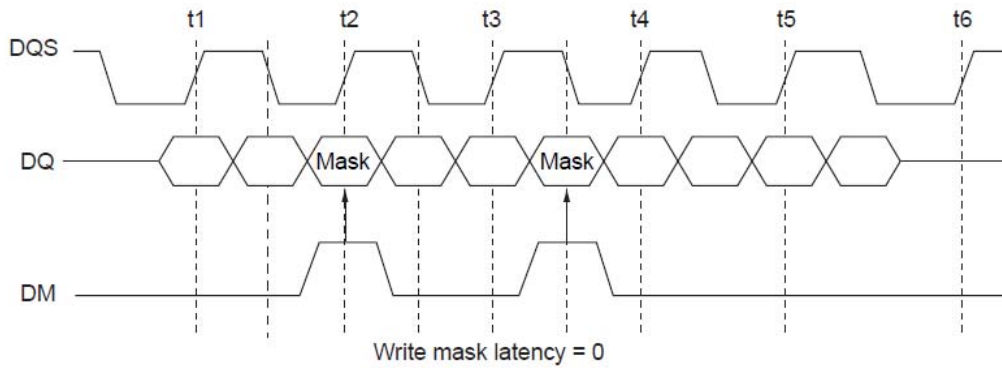 t1 t2 t3 t4 t5 t6
DQS
DQ Mask Mask
DM
Write mask latency = 0